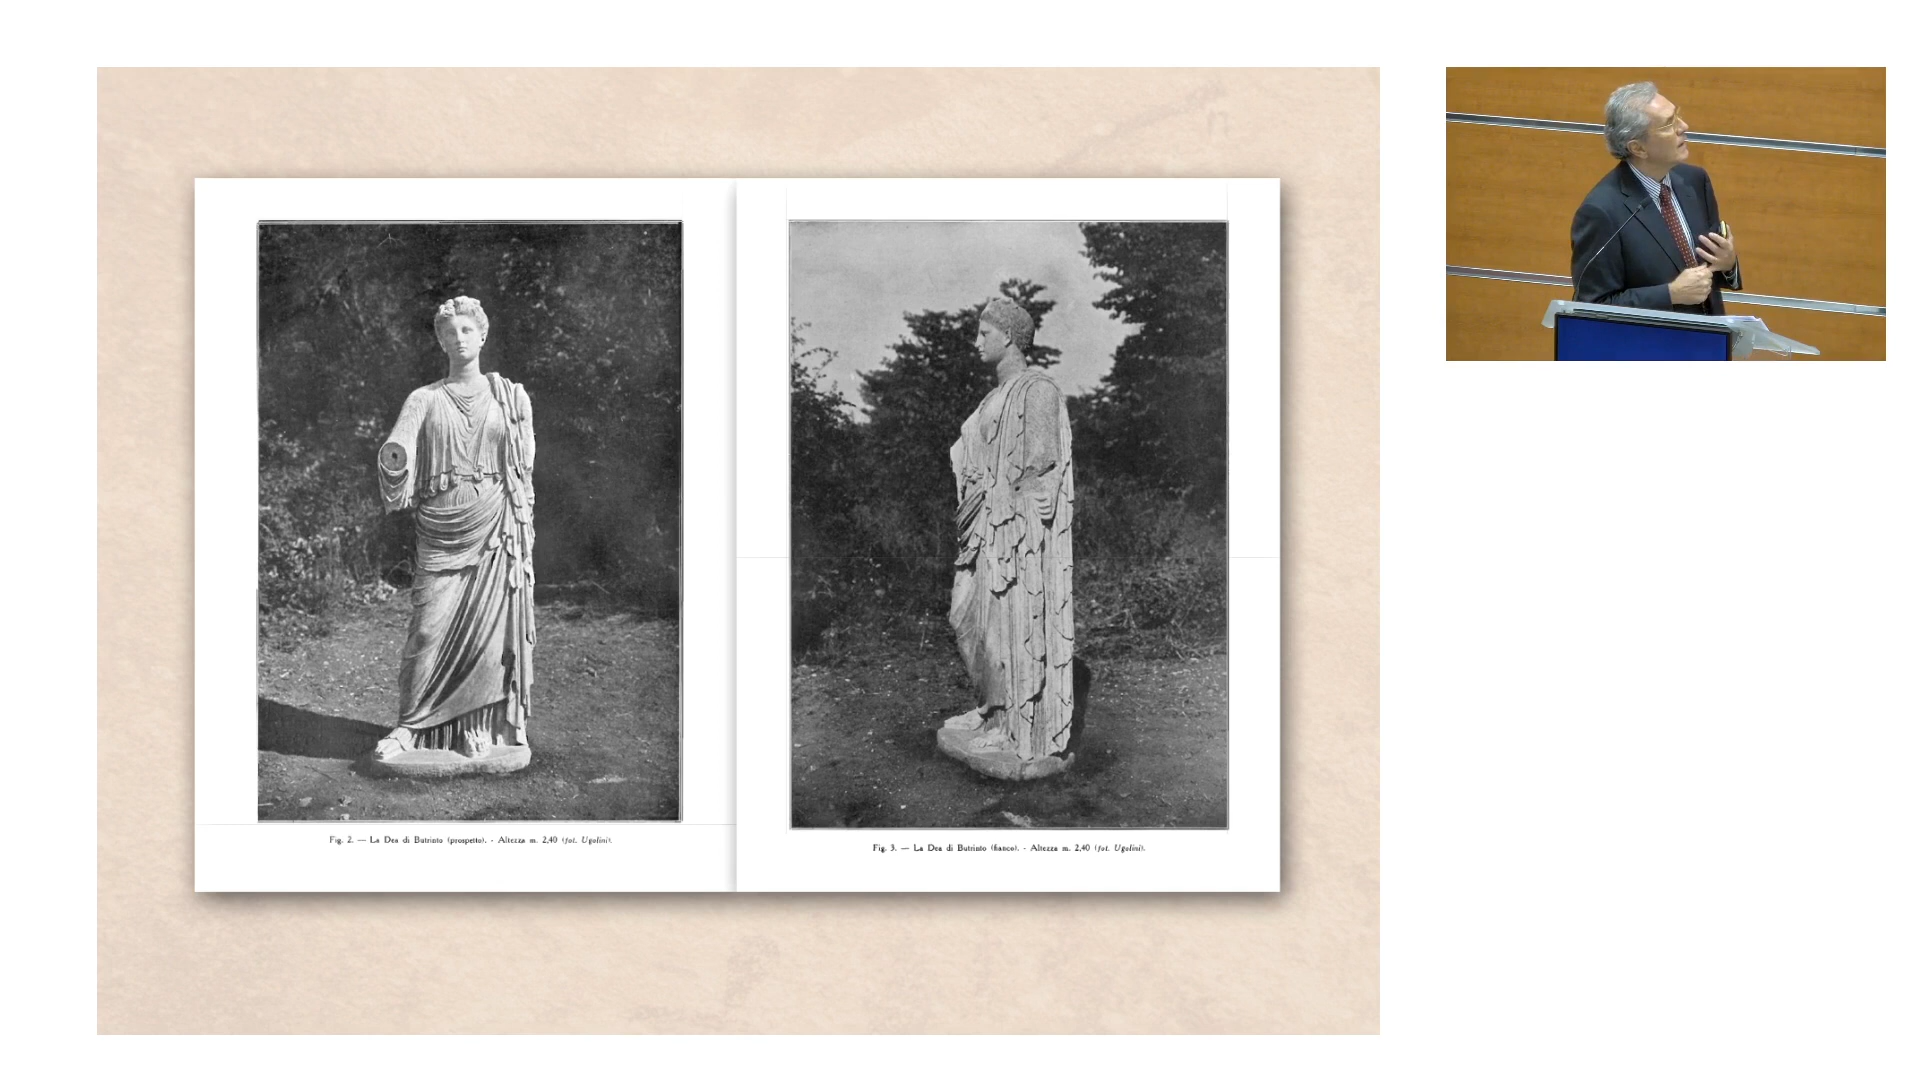 Fig. 2. — La Dea di Butrinto (prospetto). - Altezza m. 2,40 (fot. Ugolini).
Fig. 3. — La Dea di Butrinto (fianco). - Altezza m. 2,40 (fot. Ugolini).